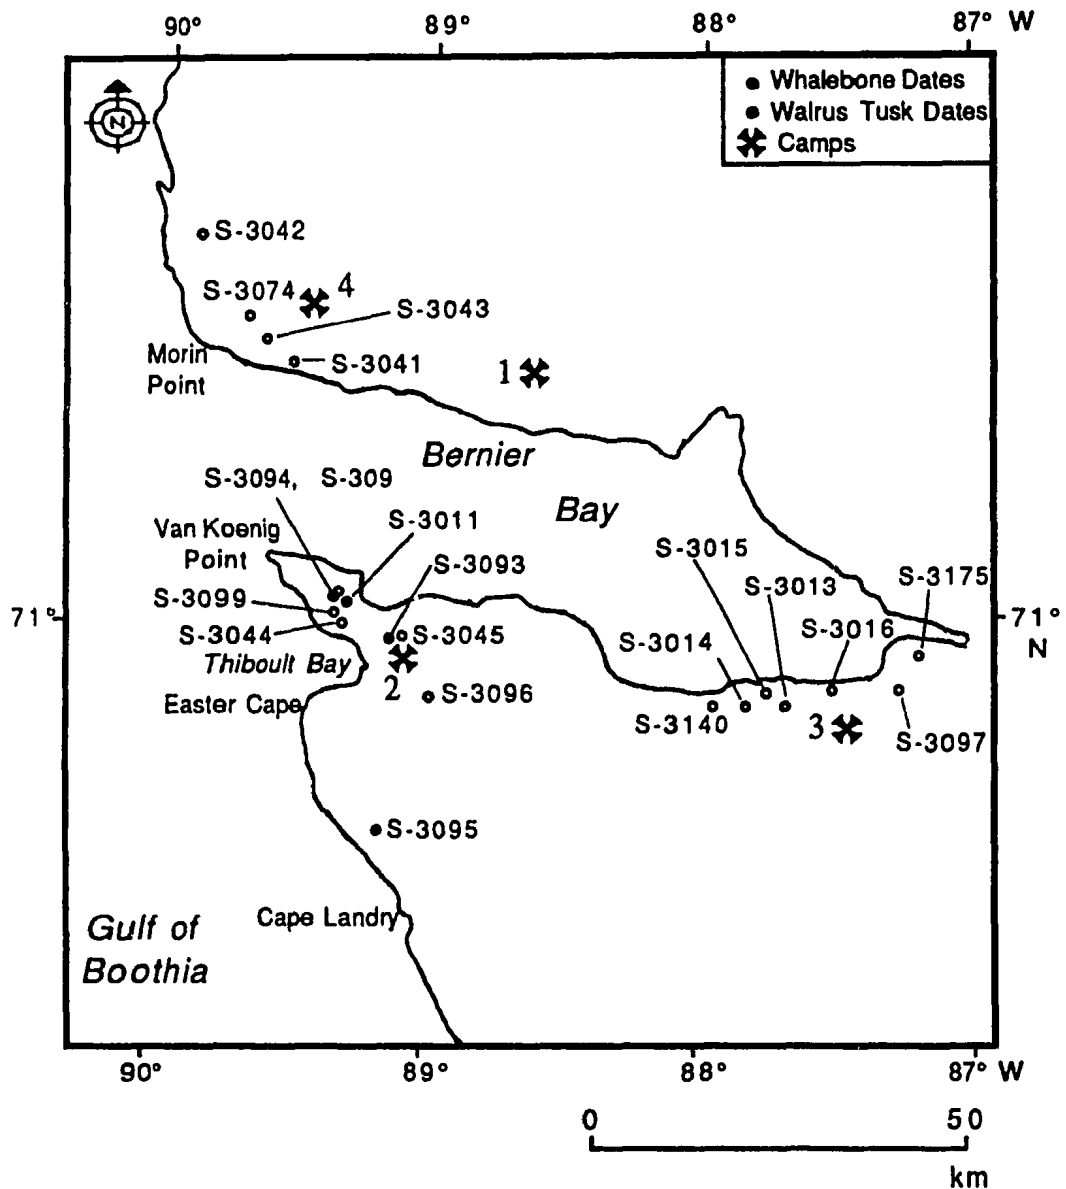 90° 89° 88° 87° W
Whalebone Dates
Walrus Tusk Dates
Camps
N
S-3042
S-3074 4
S-3043
S-3041
Morin
Point
1
Bernier
Bay
S-3094, S-309
S-3011
Van Koenig
Point
S-3093
S-3015
S-3013
S-3175
S-3099
71° 71°
N
S-3044
S-3045
S-3014
S-3016
Thiboult Bay
2
S-3096
Easter Cape
S-3140
3
S-3097
S-3095
Cape Landry
Gulf of
Boothia
90° 89° 88° 87° W
0 50
km